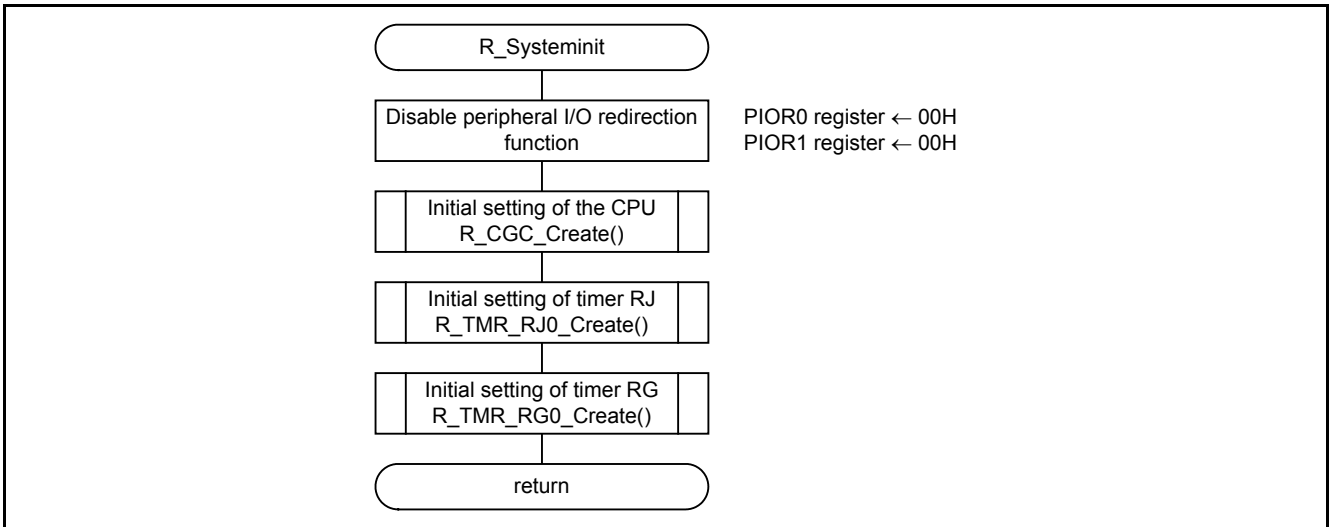 R_Systeminit
Disable peripheral I/O redirection
function
PIOR0 register ← 00H
PIOR1 register ← 00H
Initial setting of the CPU
R_CGC_Create()
Initial setting of timer RJ
R_TMR_RJ0_Create()
Initial setting of timer RG
R_TMR_RG0_Create()
return